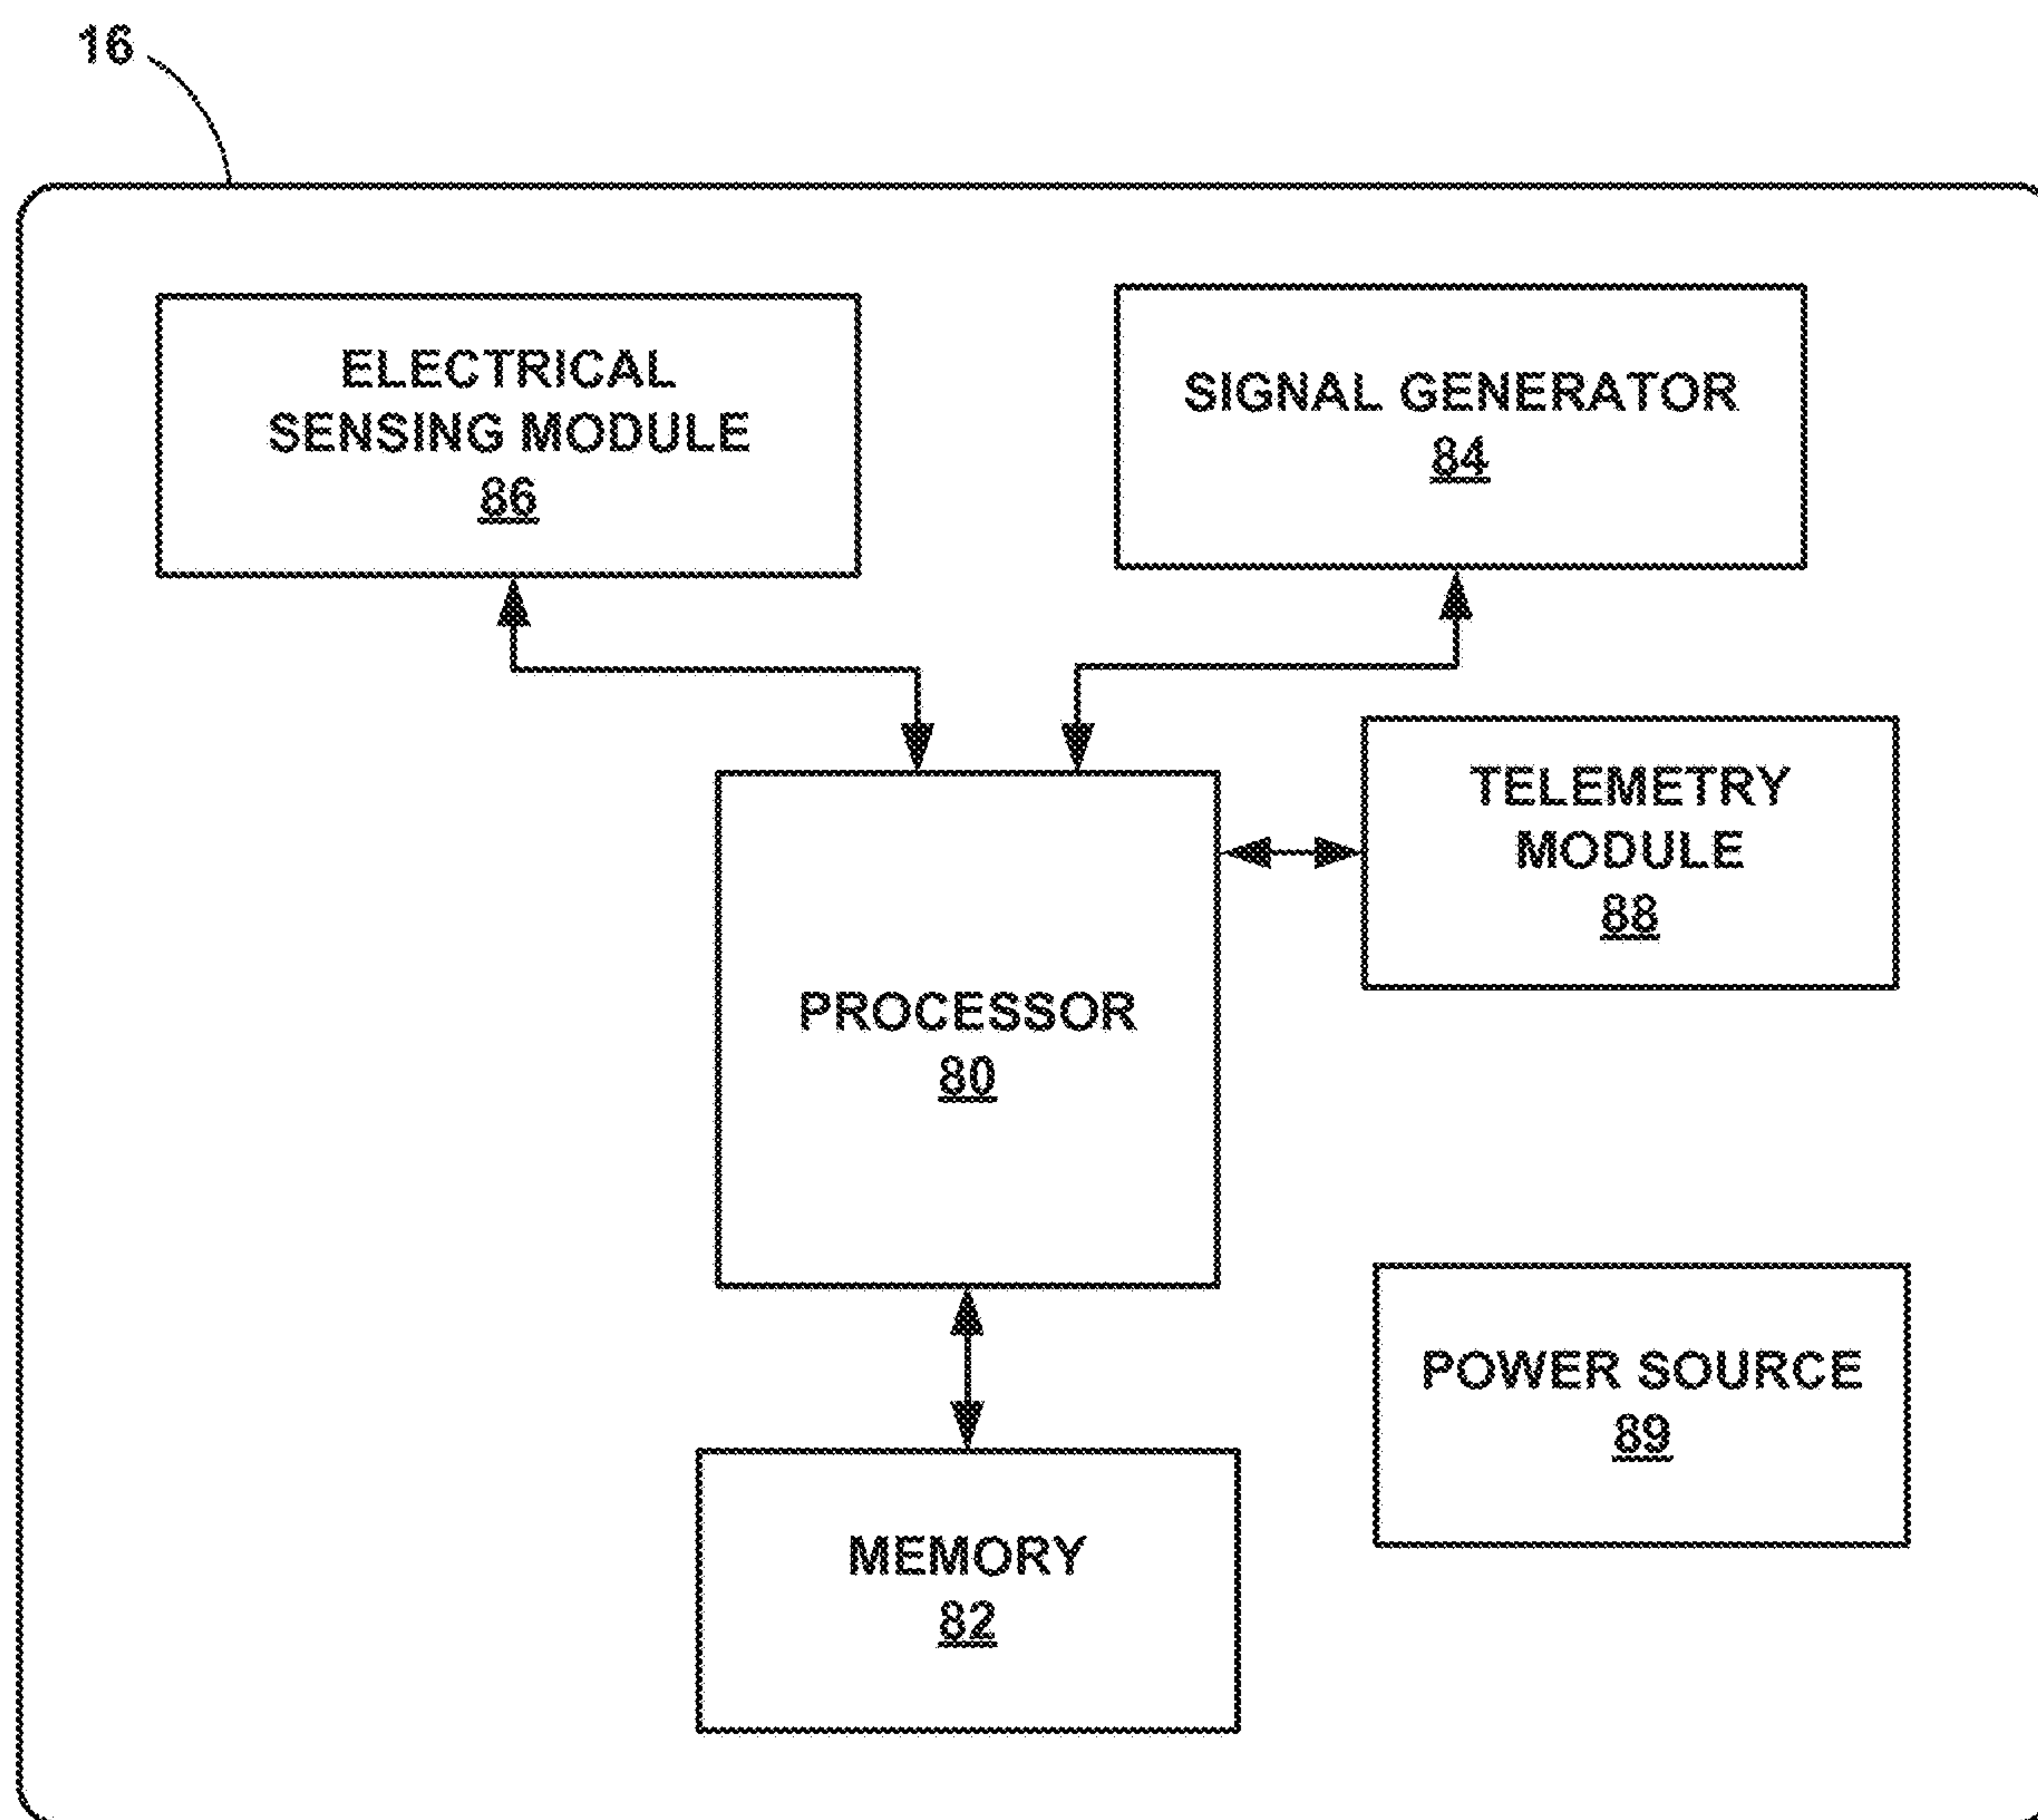 16
ELECTRICAL
SENSING MODULE
86
SIGNAL GENERATOR
84
TELEMETRY
MODULE
88
PROCESSOR
80
POWER SOURCE
89
MEMORY
82